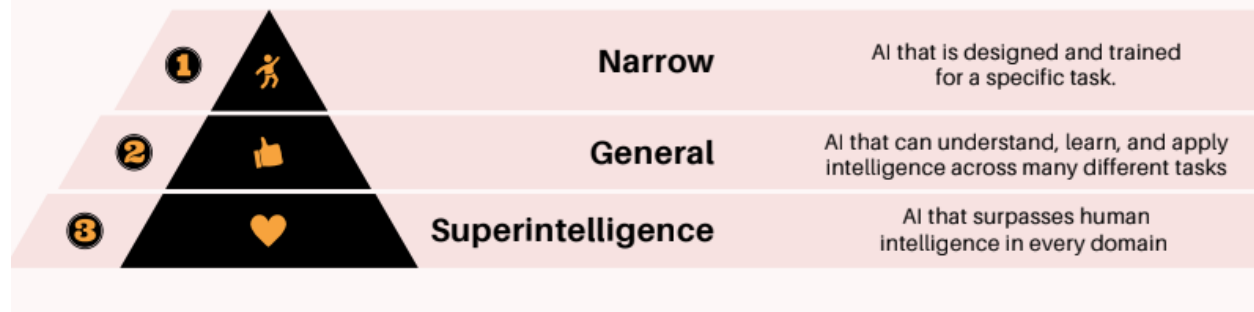 1
Narrow
AI that is designed and trained
for a specific task.
2
General
AI that can understand, learn, and apply
intelligence across many different tasks
3
Superintelligence
AI that surpasses human
intelligence in every domain